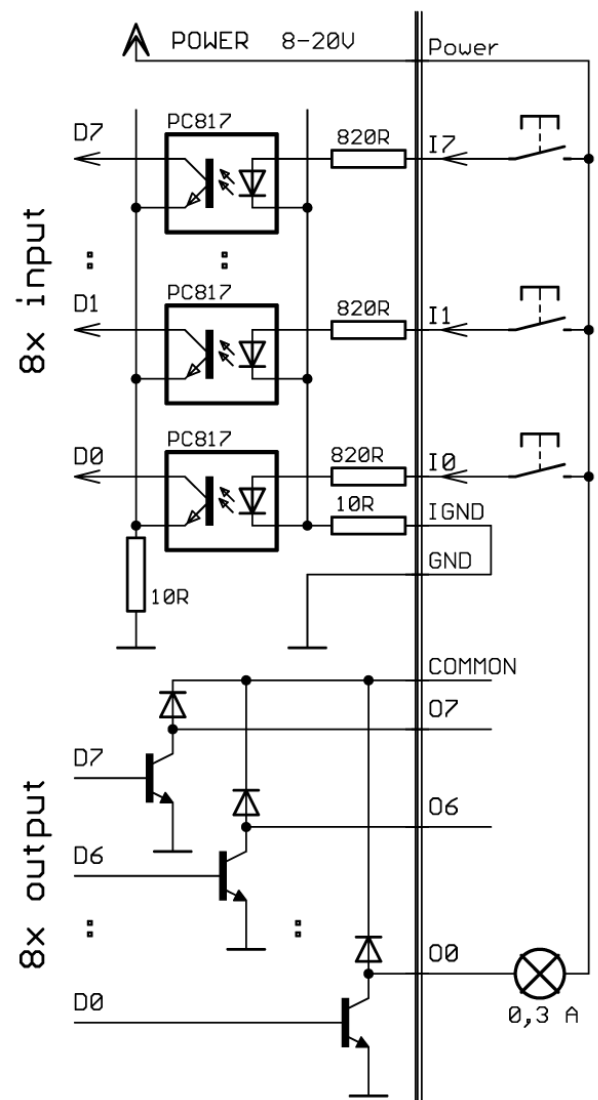 POWER 8-20V
Power
PC817
D7
820R
I7
8x input
PC817
D1
820R
I1
PC817
D0
820R
I0
10R
IGND
GND
10R
COMMON
O7
D7
O6
D6
8x output
O0
D0
0,3 A